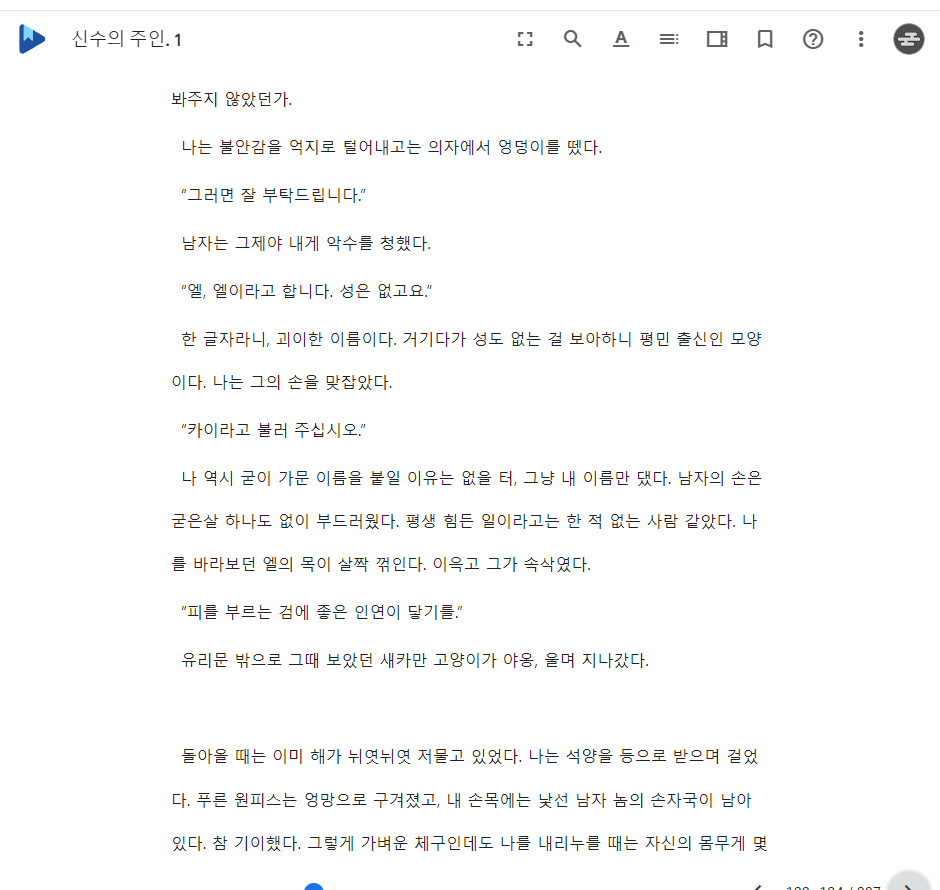 신수의 주인. 1
봐주지 않았던가.
나는 불안감을 억지로 털어내고는 의자에서 엉덩이를 뗐다.
"그러면 잘 부탁드립니다."
남자는 그제야 내게 악수를 청했다.
"엘, 엘이라고 합니다. 성은 없고요."
한 글자라니, 괴이한 이름이다. 거기다가 성도 없는 걸 보아하니 평민 출신인 모양
이다. 나는 그의 손을 맞잡았다.
"카이라고 불러 주십시오."
나 역시 굳이 가문 이름을 붙일 이유는 없을 터, 그냥 내 이름만 댔다. 남자의 손은
굳은살 하나도 없이 부드러웠다. 평생 힘든 일이라고는 한 적 없는 사람 같았다. 나
를 바라보던 엘의 목이 살짝 꺾인다. 이윽고 그가 속삭였다.
"피를 부르는 검에 좋은 인연이 닿기를."
유리문 밖으로 그때 보았던 새카만 고양이가 야옹, 울며 지나갔다.
돌아올 때는 이미 해가 뉘엿뉘엿 저물고 있었다. 나는 석양을 등으로 받으며 걸었
다. 푸른 원피스는 엉망으로 구겨졌고, 내 손목에는 낯선 남자 놈의 손자국이 남아
있다. 참 기이했다. 그렇게 가벼운 체구인데도 나를 내리누를 때는 자신의 몸무게 몇